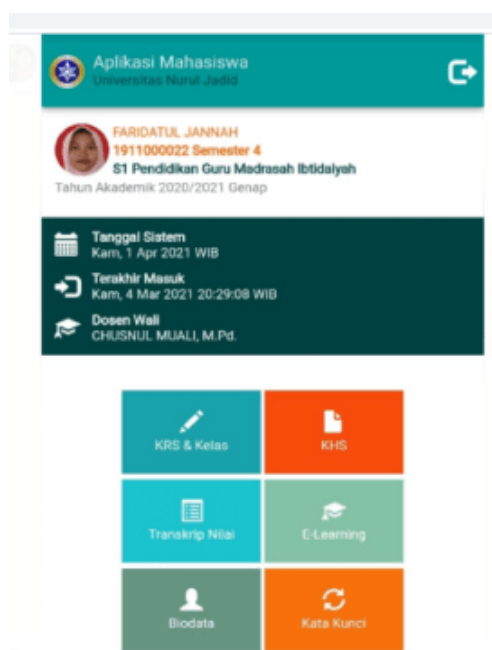 Aplikasi Mahasiswa
Universitas Nurul Jadid
FARIDATUL JANNAH
1911000022 Semester 4
S1 Pendidikan Guru Madrasah Ibtidaiyah
Tahun Akademik 2020/2021 Genap
Tanggal Sistem
Kam, 1 Apr 2021 WIB
Terakhir Masuk
Kam, 4 Mar 2021 20:29:08 WIB
Dosen Wali
CHUSNUL MUALI, M.Pd.
KRS & Kelas
KHS
Transkrip Nilai
E-Learning
Biodata
Kata Kunci